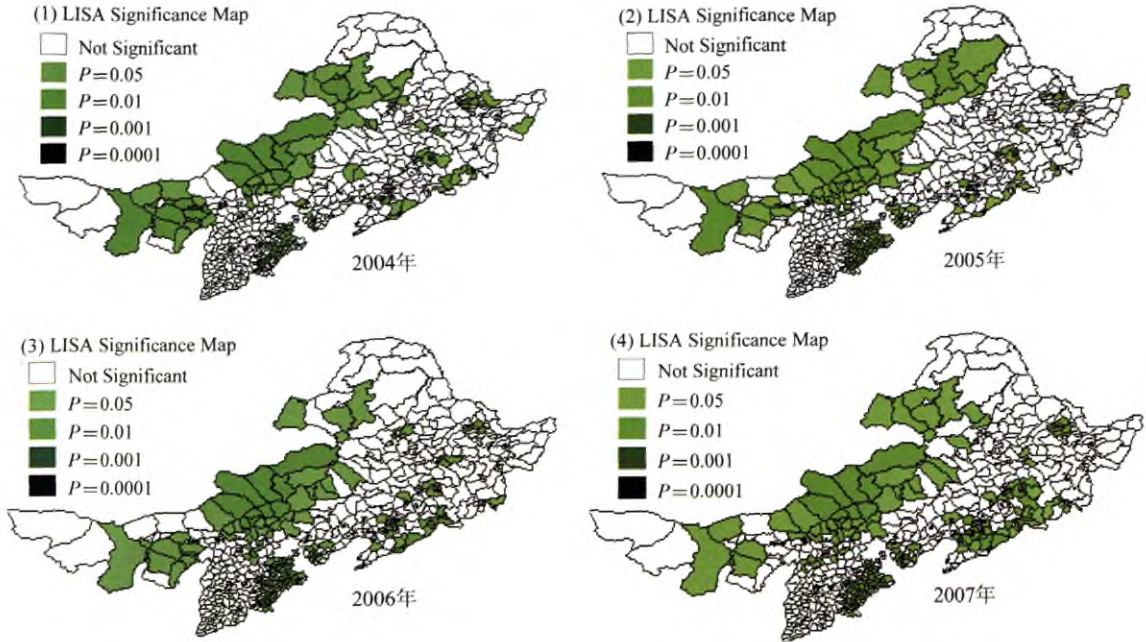 (1) LISA Significance Map
Not Significant
P=0.05
P=0.01
P=0.001
P=0.0001
2004年
(2) LISA Significance Map
Not Significant
P=0.05
P=0.01
P=0.001
P=0.0001
2005年
(3) LISA Significance Map
Not Significant
P=0.05
P=0.01
P=0.001
P=0.0001
2006年
(4) LISA Significance Map
Not Significant
P=0.05
P=0.01
P=0.001
P=0.0001
2007年